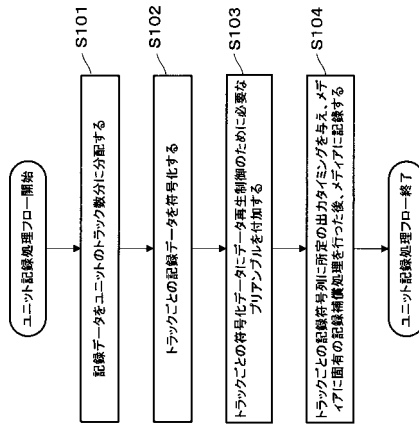 ユニット記録処理フロー開始
S101
記録データをユニットのトラック数分に分配する
S102
トラックごとの記録データを符号化する
S103
トラックごとの符号化データにデータ再生制御のために必要な
プリアンブルを付加する
S104
トラックごとの記録符号列に所定の出力タイミングを与え、メデ
ィアに固有の記録補償処理を行った後、メディアに記録する
ユニット記録処理フロー終了